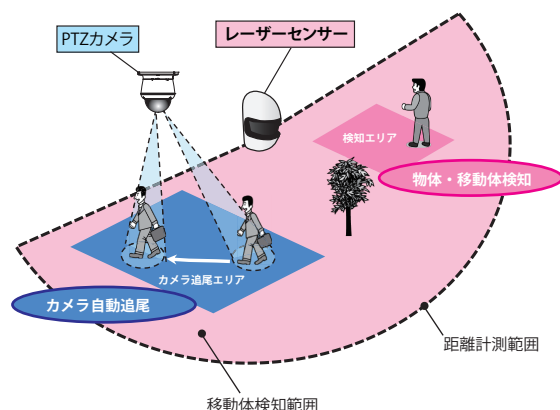 PTZカメラ
レーザーセンサー
検知エリア
物体・移動体検知
カメラ追尾エリア
カメラ自動追尾
距離計測範囲
移動体検知範囲